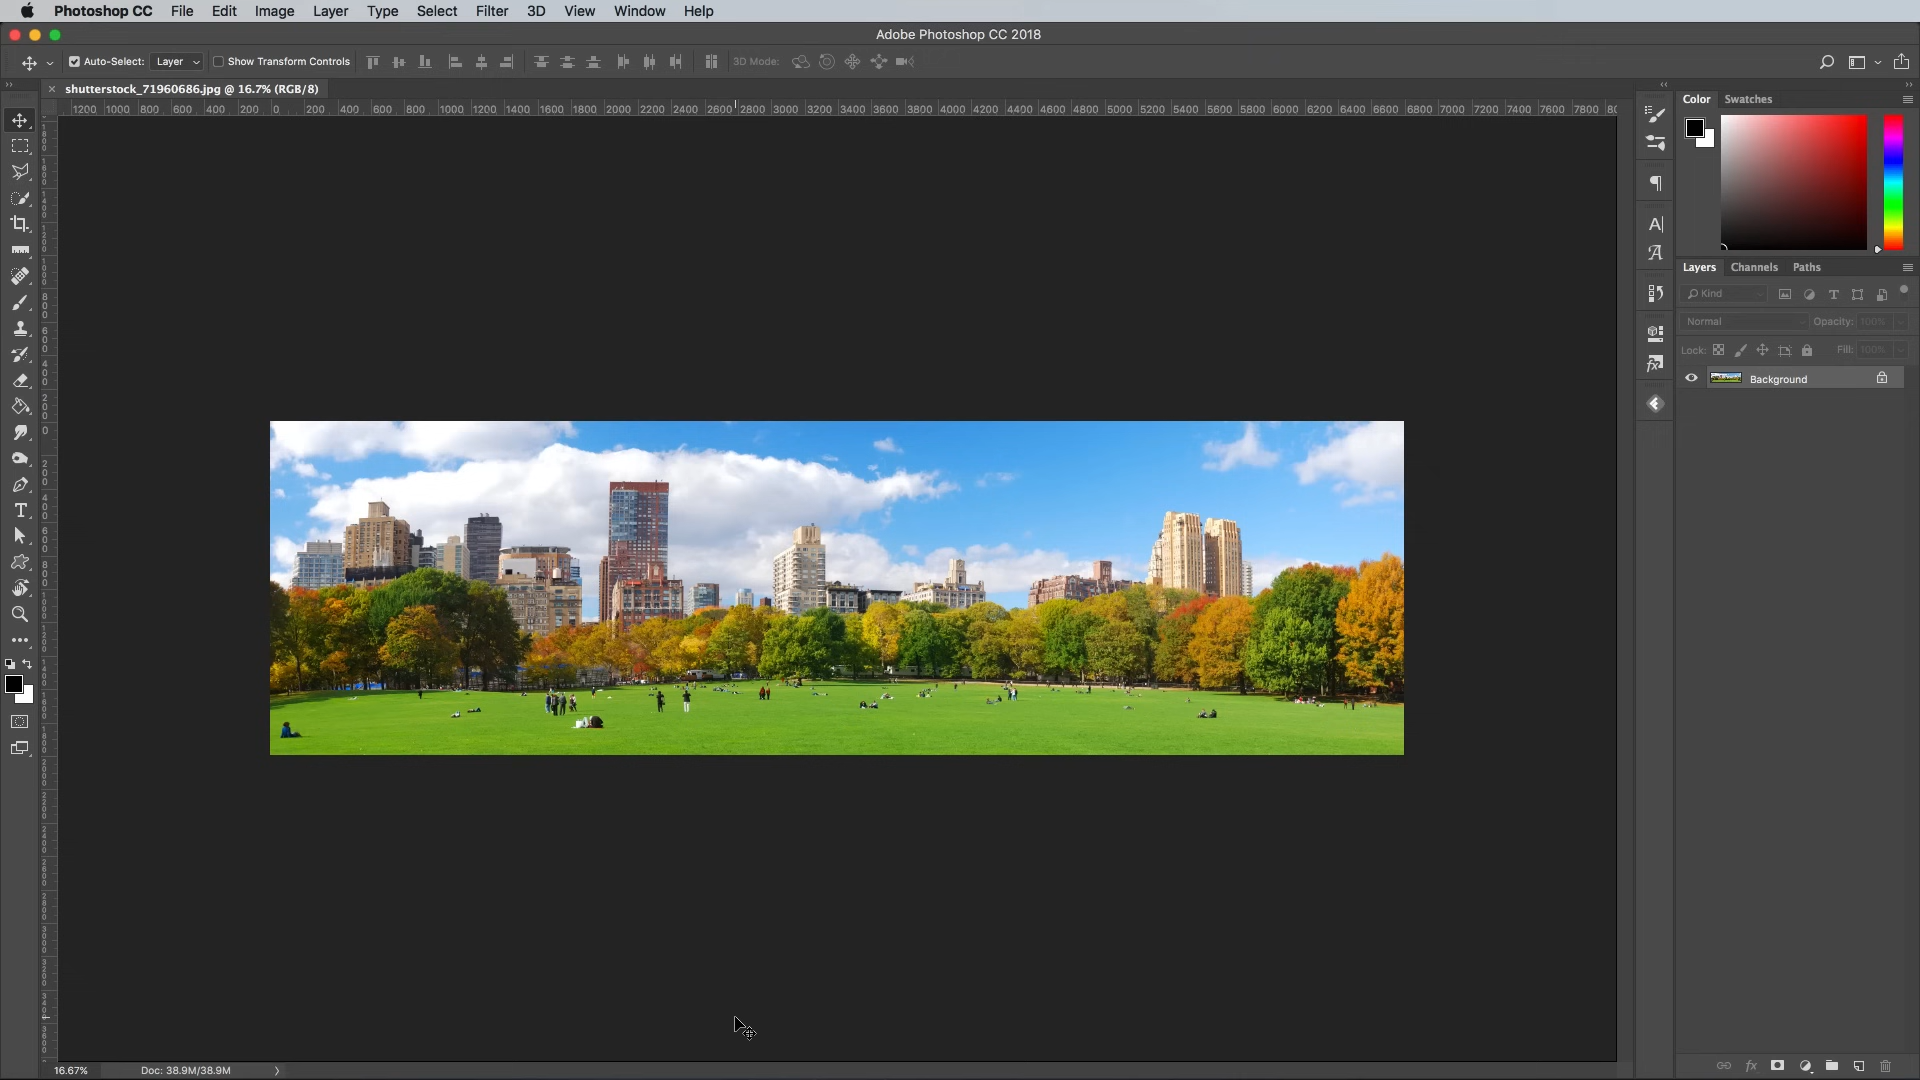 Photoshop CC File Edit Image Layer Type Select Filter 3D View Window Help
Adobe Photoshop CC 2018
Auto-Select: Layer Show Transform Controls 3D Mode:
shutterstock_71960686.jpg @ 16.7% (RGB/8)
1200 1000 800 600 400 200 0 200 400 600 800 1000 1200 1400 1600 1800 2000 2200 2400 2600 2800 3000 3200 3400 3600 3800 4000 4200 4400 4600 4800 5000 5200 5400 5600 5800 6000 6200 6400 6600 6800 7000 7200 7400 7600 7800
Color Swatches
Layers Channels Paths
Kind
Normal Opacity: 100%
Lock: Fill: 100%
Background
16.67% Doc: 38.9M/38.9M